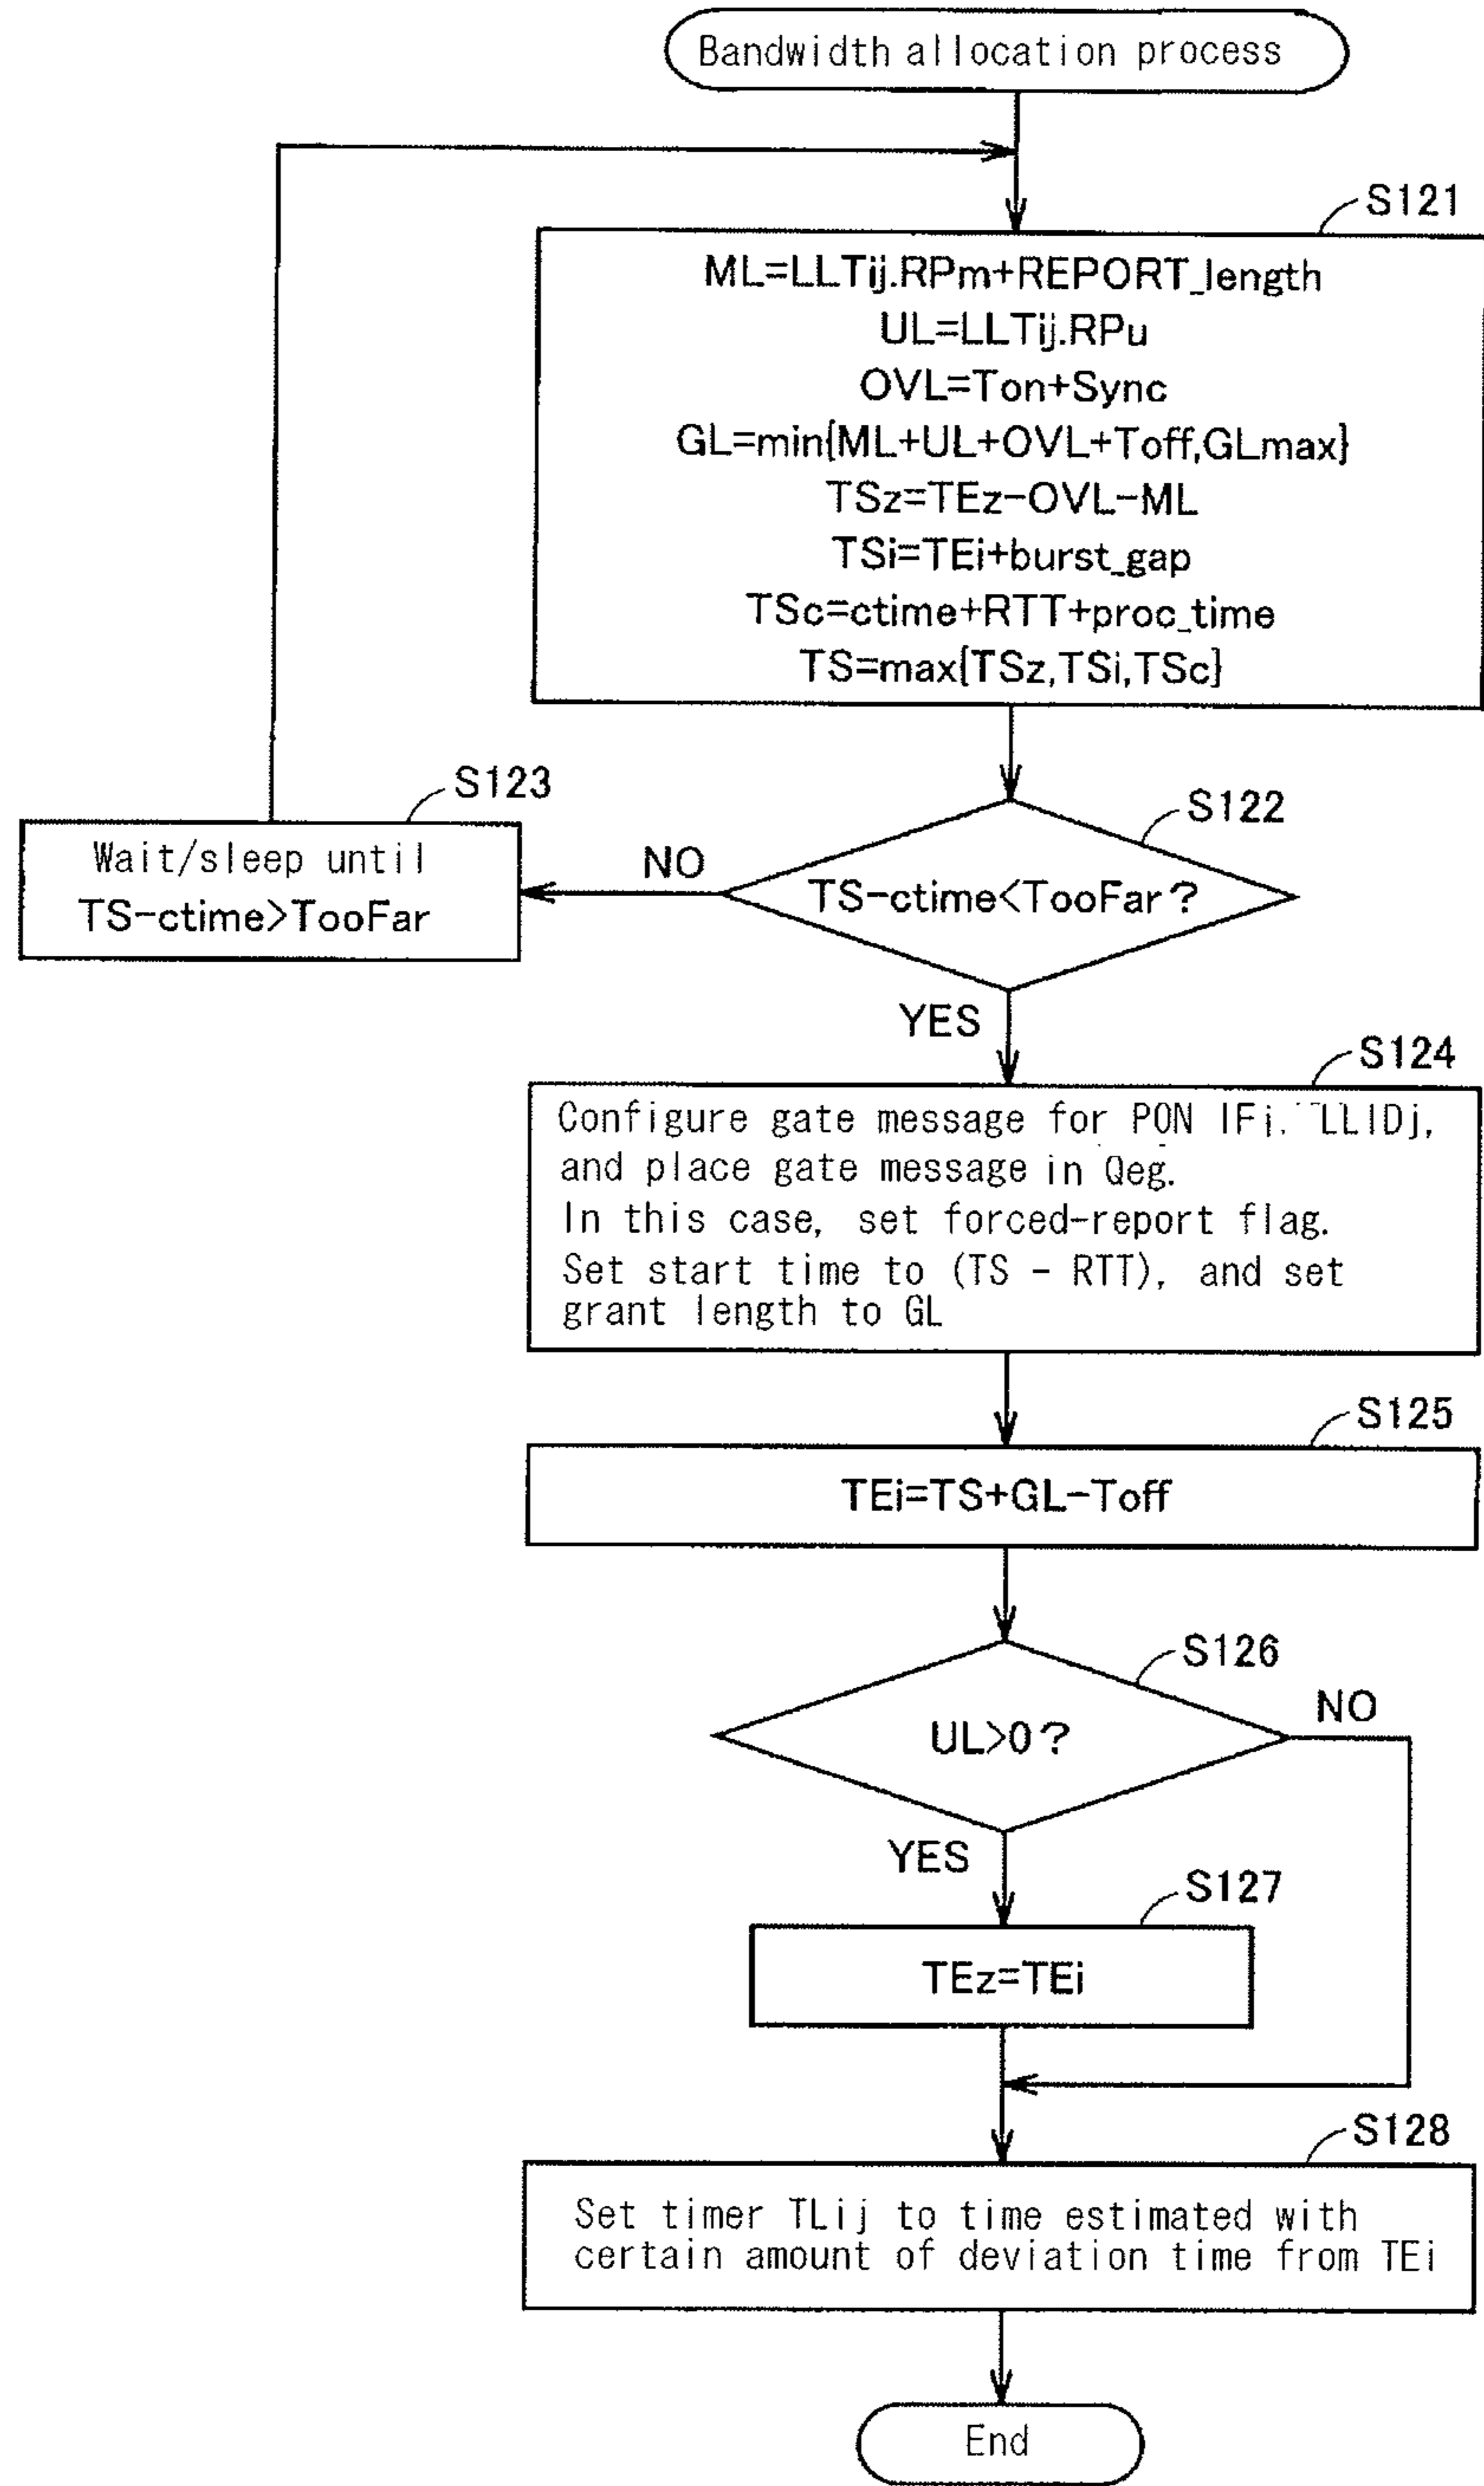 Bandwidth allocation process
S121
ML=LLTij.RPm+REPORT_length
UL=LLTij.RPu
OVL=Ton+Sync
GL=min{ML+UL+OVL+Toff,GLmax}
TSz=TEz-OVL-ML
TSi=TEi+burst_gap
TSc=ctime+RTT+proc_time
TS=max{TSz,TSi,TSc}
S123
Wait/sleep until
TS-ctime>TooFar
NO
S122
TS-ctime<TooFar?
YES
S124
Configure gate message for PON IFi, LLIDj,
and place gate message in Qeg.
In this case, set forced-report flag.
Set start time to (TS - RTT), and set
grant length to GL
S125
TEi=TS+GL-Toff
S126
UL>0?
NO
YES
S127
TEz=TEi
S128
Set timer TLij to time estimated with
certain amount of deviation time from TEi
End